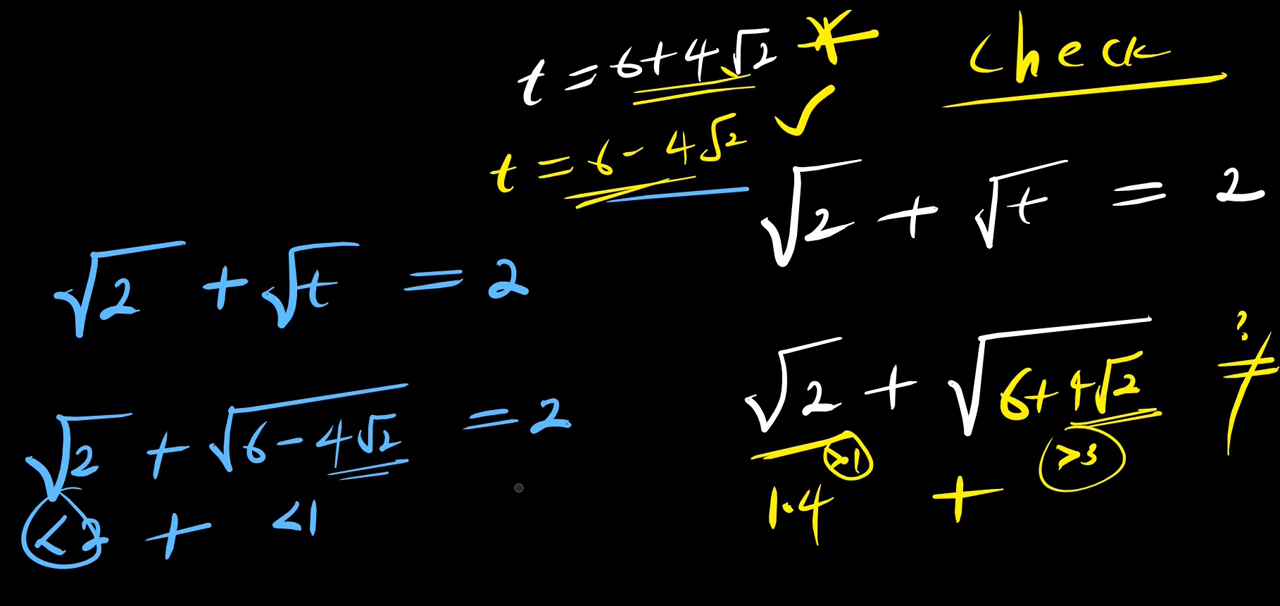 t = 6+4√2
Check
t = 6-4√2 ✓
√2 + √t = 2
√2 + √t = 2
√2 + √(6+4√2) ≠
?
>1
>3
1.4 +
√2 + √(6-4√2) = 2
+ <1